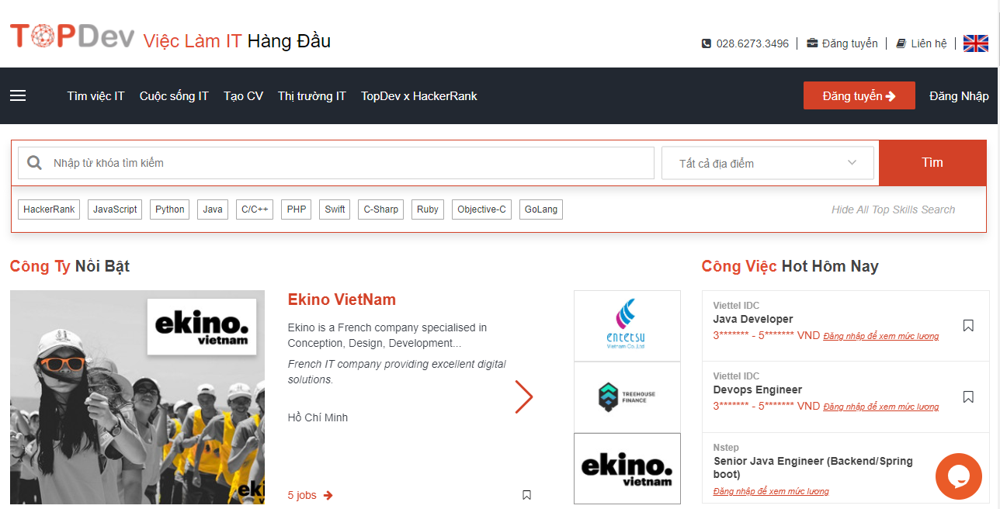 TOPDev Việc Làm IT Hàng Đầu
028.6273.3496 | Đăng tuyển | Liên hệ |
Tìm việc IT Cuộc sống IT Tạo CV Thị trường IT TopDev x HackerRank Đăng tuyển Đăng Nhập
Nhập từ khóa tìm kiếm Tất cả địa điểm Tìm
HackerRank JavaScript Python Java C/C++ PHP Swift C-Sharp Ruby Objective-C GoLang Hide All Top Skills Search
Công Ty Nổi Bật
ekino.
vietnam
eki
Ekino VietNam
Ekino is a French company specialised in
Conception, Design, Development...
French IT company providing excellent digital
solutions.
Hồ Chí Minh
5 jobs
entetsu
Vietnam Co.,Ltd
TREEHOUSE
FINANCE
ekino.
vietnam
Công Việc Hot Hôm Nay
Viettel IDC
Java Developer
3******* - 5******* VND Đăng nhập để xem mức lương
Viettel IDC
Devops Engineer
3******* - 5******* VND Đăng nhập để xem mức lương
Nstep
Senior Java Engineer (Backend/Spring
boot)
Đăng nhập để xem mức lương